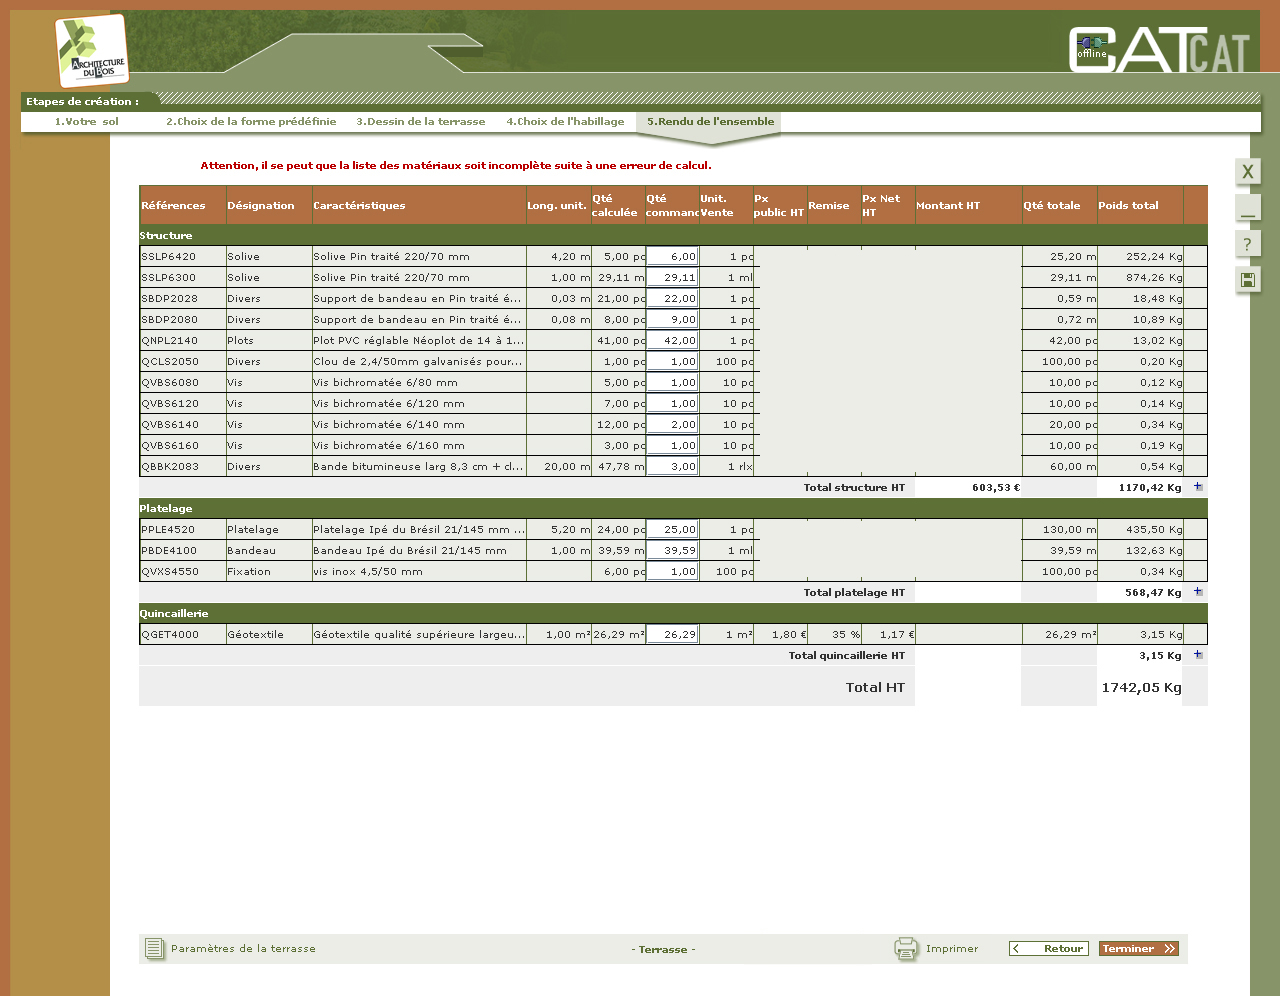 ARCHITECTURE
DU BOIS
CATCAT
offline
Etapes de création :
1.Votre sol 2.Choix de la forme prédéfinie 3.Dessin de la terrasse 4.Choix de l'habillage 5.Rendu de l'ensemble
Attention, il se peut que la liste des matériaux soit incomplète suite à une erreur de calcul.
X
_
?
Références Désignation Caractéristiques Long. unit. Qté calculée Qté commanc Unit. Vente Px public HT Remise Px Net HT Montant HT Qté totale Poids total
Structure
SSLP6420 Solive Solive Pin traité 220/70 mm 4,20 m 5,00 pc 6,00 1 pc 25,20 m 252,24 Kg
SSLP6300 Solive Solive Pin traité 220/70 mm 1,00 m 29,11 m 29,11 1 ml 29,11 m 874,26 Kg
SBDP2028 Divers Support de bandeau en Pin traité é... 0,03 m 21,00 pc 22,00 1 pc 0,59 m 18,48 Kg
SBDP2080 Divers Support de bandeau en Pin traité é... 0,08 m 8,00 pc 9,00 1 pc 0,72 m 10,89 Kg
QNPL2140 Plots Plot PVC réglable Néoplot de 14 à 1... 41,00 pc 42,00 1 pc 42,00 pc 13,02 Kg
QCLS2050 Divers Clou de 2,4/50mm galvanisés pour... 1,00 pc 1,00 100 pc 100,00 pc 0,20 Kg
QVBS6080 Vis Vis bichromatée 6/80 mm 5,00 pc 1,00 10 pc 10,00 pc 0,12 Kg
QVBS6120 Vis Vis bichromatée 6/120 mm 7,00 pc 1,00 10 pc 10,00 pc 0,14 Kg
QVBS6140 Vis Vis bichromatée 6/140 mm 12,00 pc 2,00 10 pc 20,00 pc 0,34 Kg
QVBS6160 Vis Vis bichromatée 6/160 mm 3,00 pc 1,00 10 pc 10,00 pc 0,19 Kg
QBBK2083 Divers Bande bitumineuse larg 8,3 cm + cl... 20,00 m 47,78 m 3,00 1 rlx 60,00 m 0,54 Kg
Total structure HT 603,53 € 1170,42 Kg +
Platelage
PPLE4520 Platelage Platelage Ipé du Brésil 21/145 mm ... 5,20 m 24,00 pc 25,00 1 pc 130,00 m 435,50 Kg
PBDE4100 Bandeau Bandeau Ipé du Brésil 21/145 mm 1,00 m 39,59 m 39,59 1 ml 39,59 m 132,63 Kg
QVXS4550 Fixation vis inox 4,5/50 mm 6,00 pc 1,00 100 pc 100,00 pc 0,34 Kg
Total platelage HT 568,47 Kg +
Quincaillerie
QGET4000 Géotextile Géotextile qualité supérieure largeu... 1,00 m² 26,29 m² 26,29 1 m² 1,80 € 35 % 1,17 € 26,29 m² 3,15 Kg
Total quincaillerie HT 3,15 Kg +
Total HT 1742,05 Kg
Paramètres de la terrasse - Terrasse - Imprimer < Retour Terminer >>